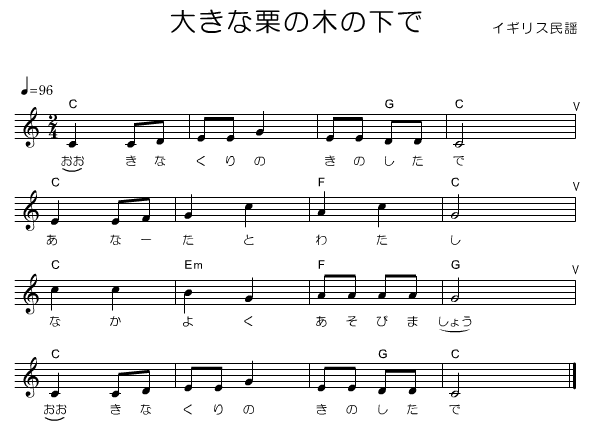 大きな栗の木の下で
イギリス民謡
♩=96
C G C V
2/4
おお き な く り の き の し た で
C F C V
あ な ー た と わ た し
C Em F G V
な か よ く あ そ び ま しょう
C G C
おお き な く り の き の し た で